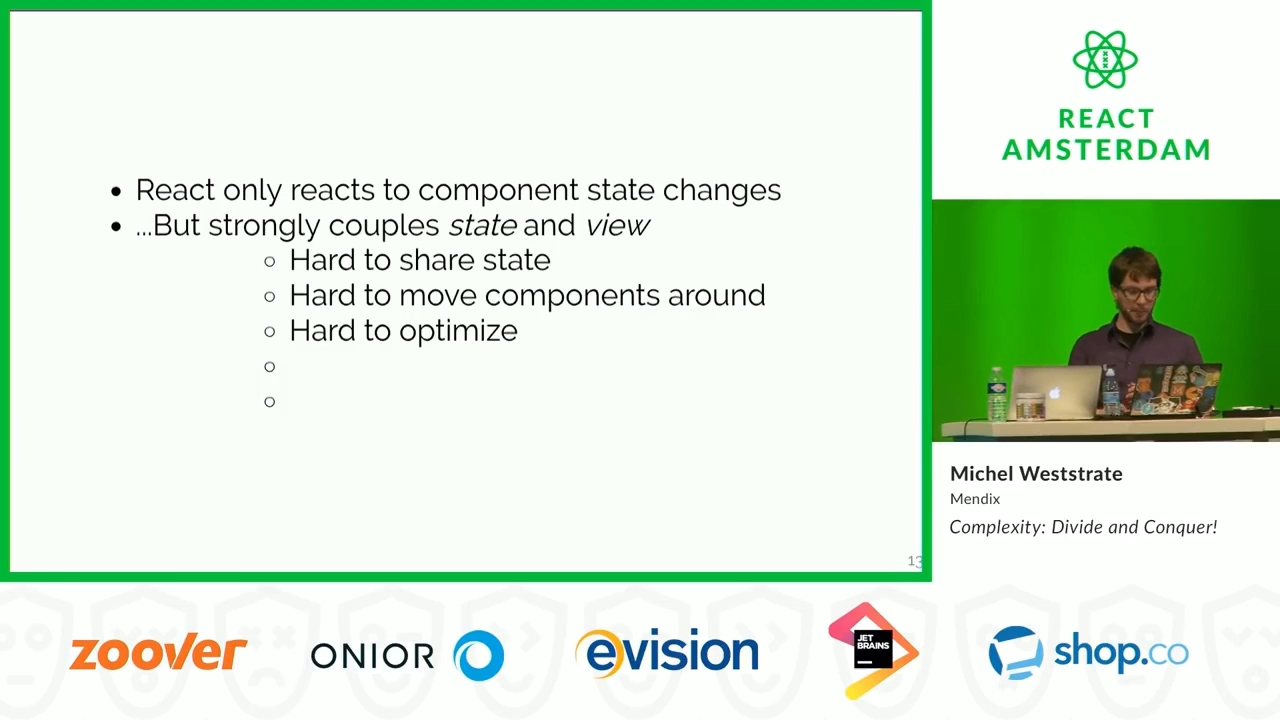 React only reacts to component state changes
...But strongly couples state and view
Hard to share state
Hard to move components around
Hard to optimize
13
REACT
AMSTERDAM
Michel Weststrate
Mendix
Complexity: Divide and Conquer!
zoover
ONIOR
evision
JET
BRAINS
shop.co